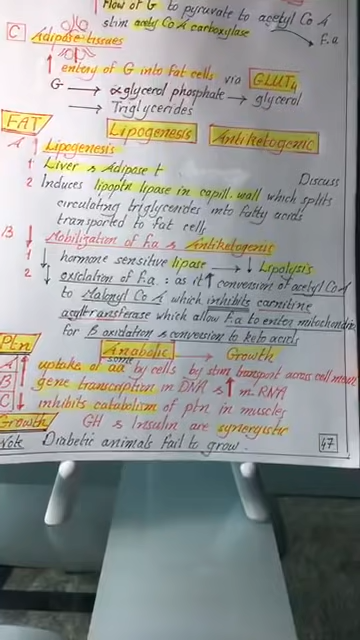 Flow of G to pyruvate to acetyl Co A
stim acetyl Co A carboxylase → F.a
C Adipose tissues
↑ entery of G into fat cells via GLUT4
G → αglycerol phosphate → glycerol
→ Triglycerides
FAT Lipogenesis Antiketogenic
A ↑ Lipogenesis
1 Liver & Adipose t Discuss
2 Induces lipoptn lipase in capill. wall which splits
circulating triglycerides into fatty acids
transported to fat cells
B ↓ Mobilization of F.a & Antiketogenic
1 ↓ hormone sensitive lipase → ↓ Lipolysis
2 ↓ oxidation of F.a : as it ↑ conversion of acetyl CoA
to Malonyl Co A which inhibits carnitine
acyltransferase which allow F.a to enter mitochondria
for β oxidation & conversion to keto acids
Ptn Anabolic → Growth
A ↑ uptake of some aa by cells by stim transport across cell mem
B ↑ gene transcription in DNA & ↑ m-RNA
C ↓ inhibits catabolism of ptn in muscles
Growth GH & Insulin are synergistic
Note Diabetic animals fail to grow. 47